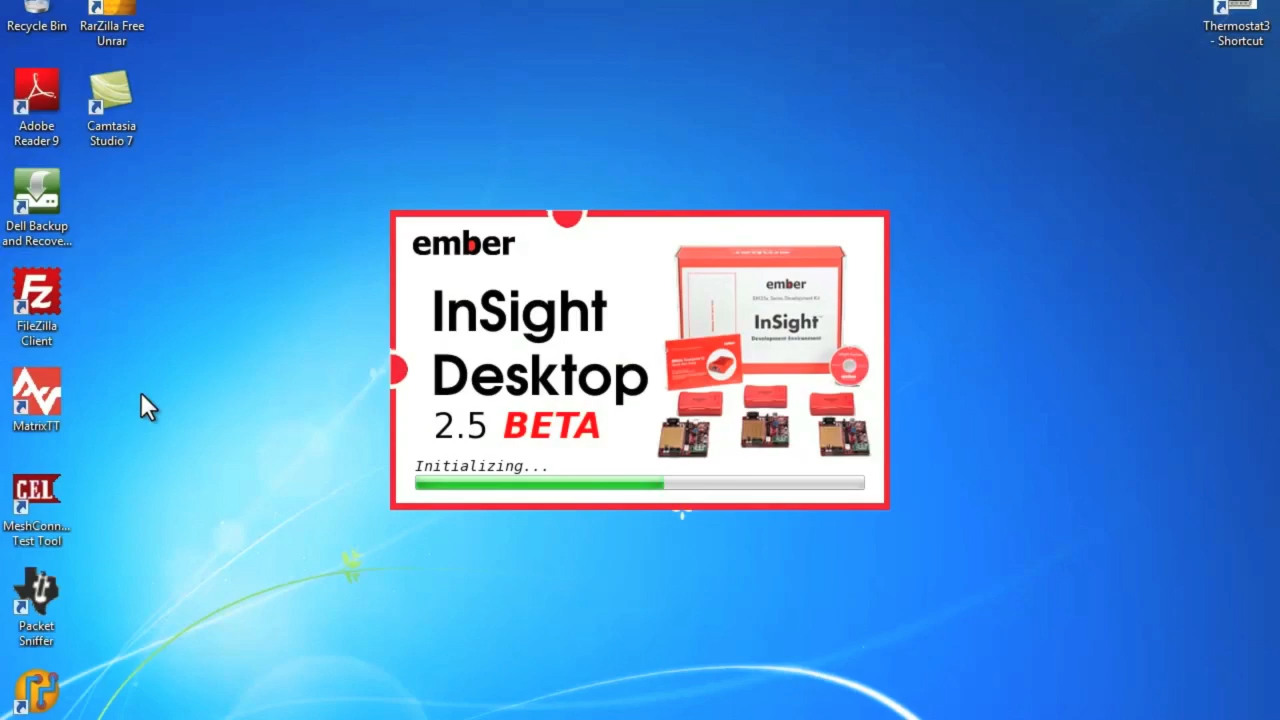 Recycle Bin
RarZilla Free
Unrar
Thermostat3
- Shortcut
Adobe
Reader 9
Camtasia
Studio 7
Dell Backup
and Recove...
FileZilla
Client
MatrixTT
CEL
MeshConn...
Test Tool
Packet
Sniffer
ember
InSight
Desktop
2.5 BETA
Initializing...
ember
InSight
Development Environment